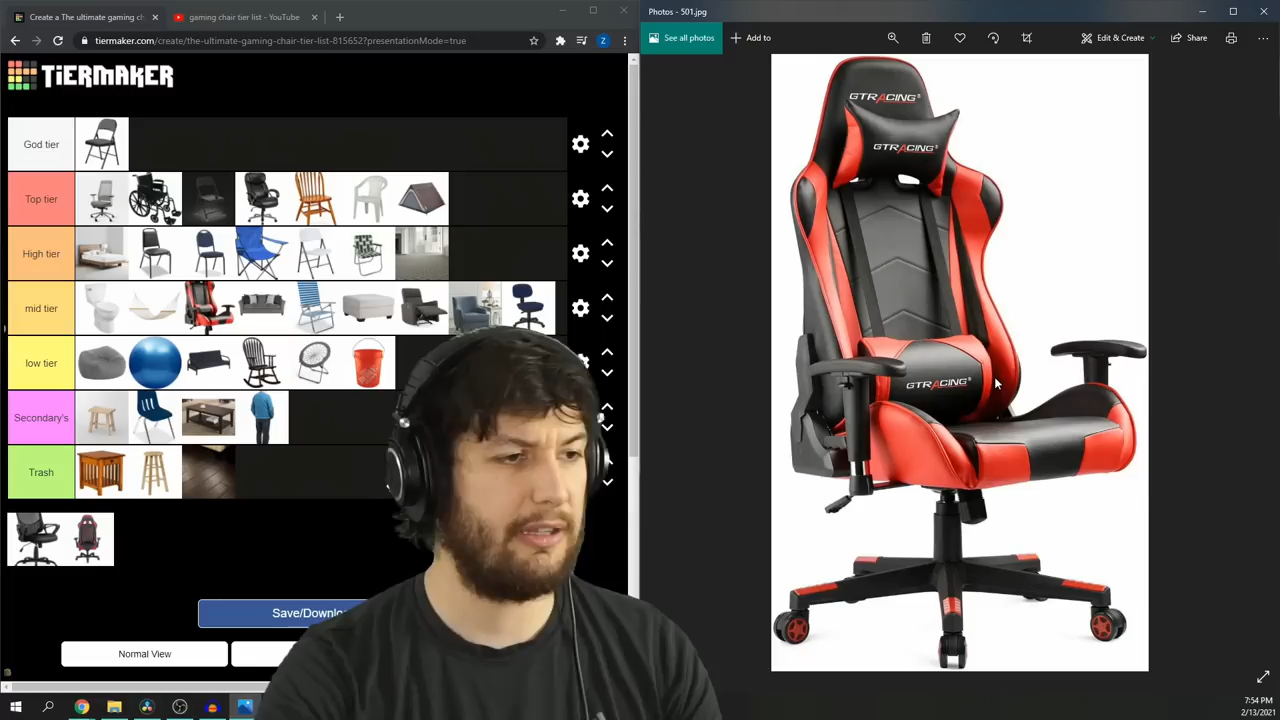 Create a The ultimate gaming ch
gaming chair tier list - YouTube
tiermaker.com/create/the-ultimate-gaming-chair-tier-list-815652?presentationMode=true
Z
TIERMAKER
God tier
Top tier
High tier
mid tier
low tier
Secondary's
Trash
Save/Downlo
Normal View
Photos - 501.jpg
See all photos
Add to
Edit & Create
Share
GTRACING®
GTRACING®
GTRACING®
7:54 PM
2/13/2021